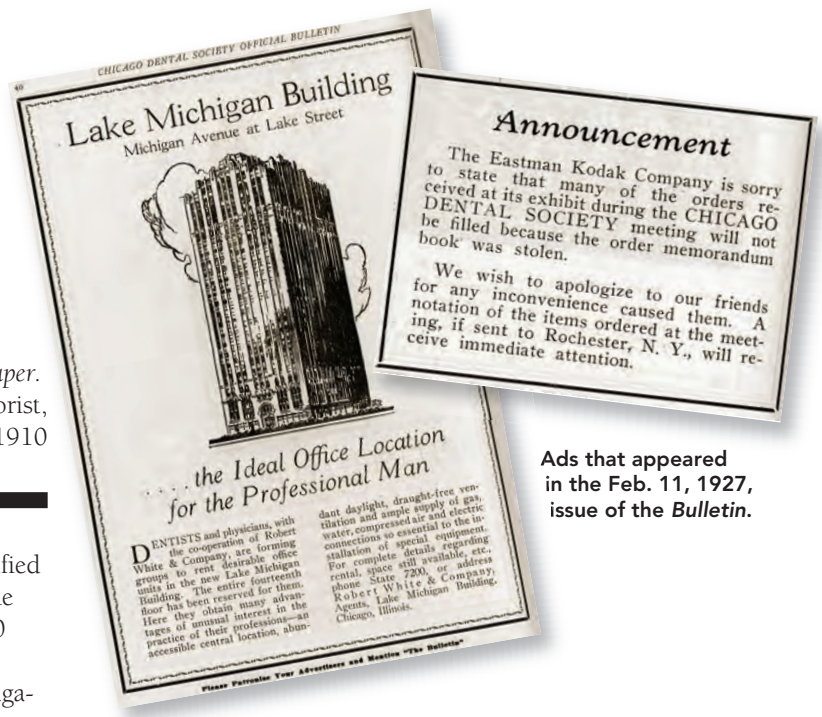 aper.
orist,
1910
fied
e
0
ga-
40
CHICAGO DENTAL SOCIETY OFFICIAL BULLETIN
Lake Michigan Building
Michigan Avenue at Lake Street
. . . . the Ideal Office Location
for the Professional Man
DENTISTS and physicians, with
the co-operation of Robert
White & Company, are forming
groups to rent desirable office
units in the new Lake Michigan
Building. The entire fourteenth
floor has been reserved for them.
Here they obtain many advan-
tages of unusual interest in the
practice of their professions—an
accessible central location, abun-
dant daylight, draught-free ven-
tilation and ample supply of gas,
water, compressed air and electric
connections so essential to the in-
stallation of special equipment.
For complete details regarding
rental, space still available, etc.,
phone State 7200, or address
Robert White & Company,
Agents, Lake Michigan Building,
Chicago, Illinois.
Please Patronize Your Advertisers and Mention "The Bulletin"
Announcement
The Eastman Kodak Company is sorry
to state that many of the orders re-
ceived at its exhibit during the CHICAGO
DENTAL SOCIETY meeting will not
be filled because the order memorandum
book was stolen.
We wish to apologize to our friends
for any inconvenience caused them. A
notation of the items ordered at the meet-
ing, if sent to Rochester, N. Y., will re-
ceive immediate attention.
Ads that appeared
in the Feb. 11, 1927,
issue of the Bulletin.